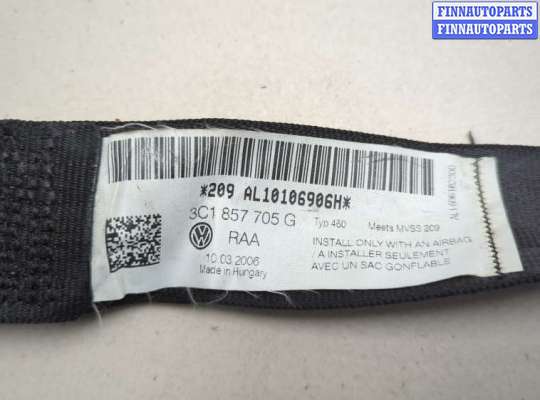 FINNAUTOPARTS
FINNAUTOPARTS
*209 AL10106906H*
3C1 857 705 G Typ 460 Meets MVSS 209
RAA
10.03.2006
Made in Hungary
INSTALL ONLY WITH AN AIRBAG
/ A INSTALLER SEULEMENT
AVEC UN SAC GONFLABLE